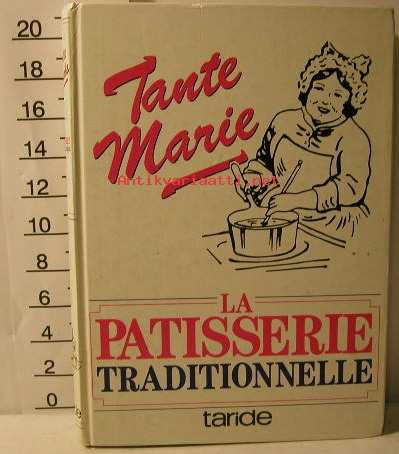 20
18
16
14
12
10
8
6
4
2
0
Tante
Marie
Antikvariaatti.net
LA
PATISSERIE
TRADITIONNELLE
taride